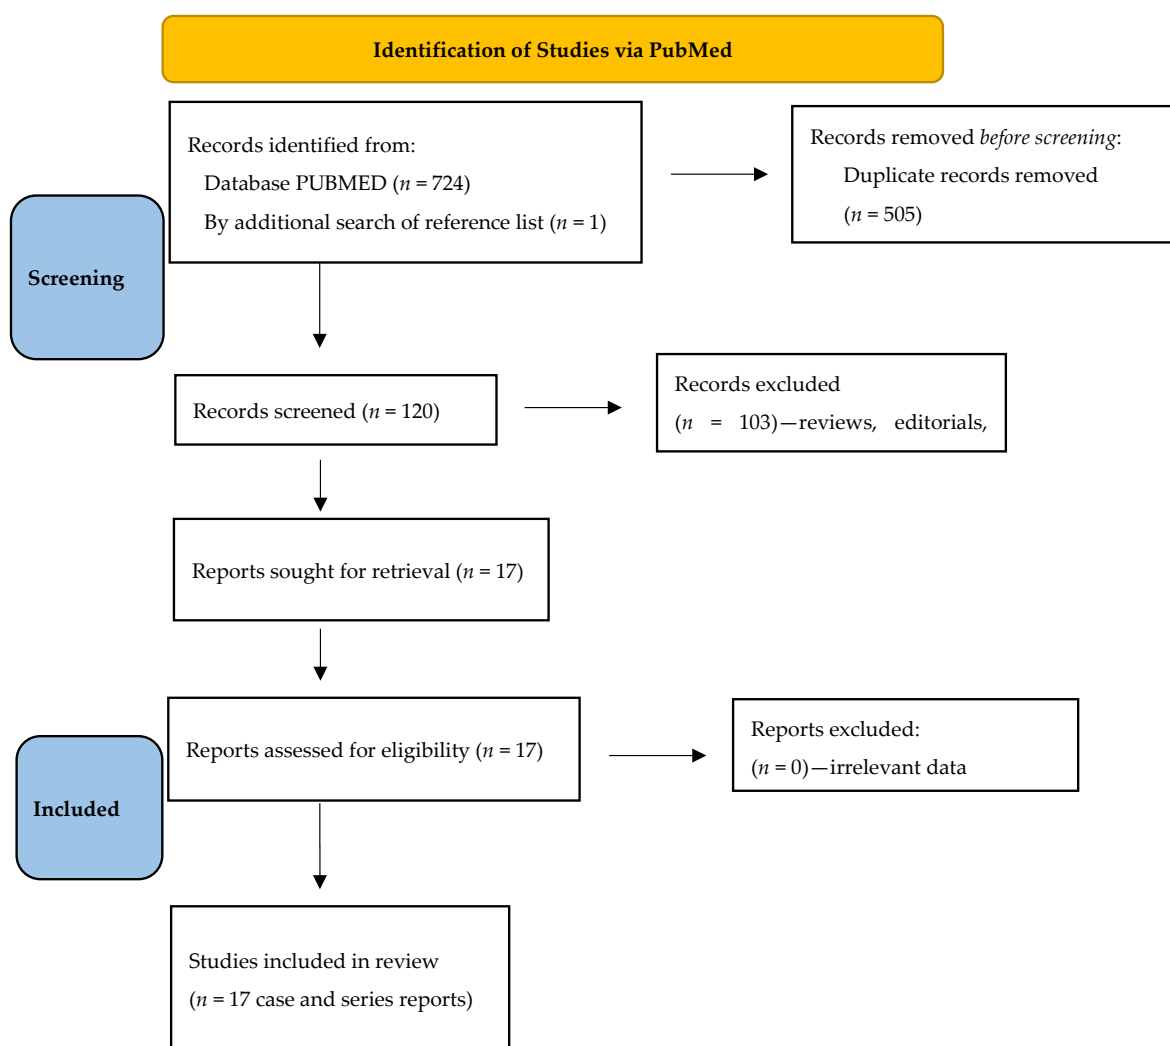 Identification of Studies via PubMed
Records identified from:
Database PUBMED (n = 724)
By additional search of reference list (n = 1)
Records removed before screening:
Duplicate records removed
(n = 505)
Screening
Records screened (n = 120)
Records excluded
(n = 103)—reviews, editorials,
Reports sought for retrieval (n = 17)
Reports assessed for eligibility (n = 17)
Reports excluded:
(n = 0)—irrelevant data
Included
Studies included in review
(n = 17 case and series reports)